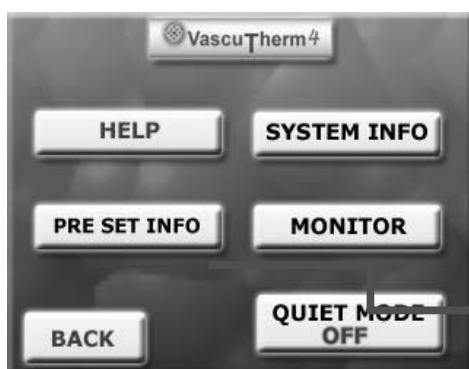 VascuTherm4
HELP
SYSTEM INFO
PRE SET INFO
MONITOR
BACK
QUIET MODE
OFF